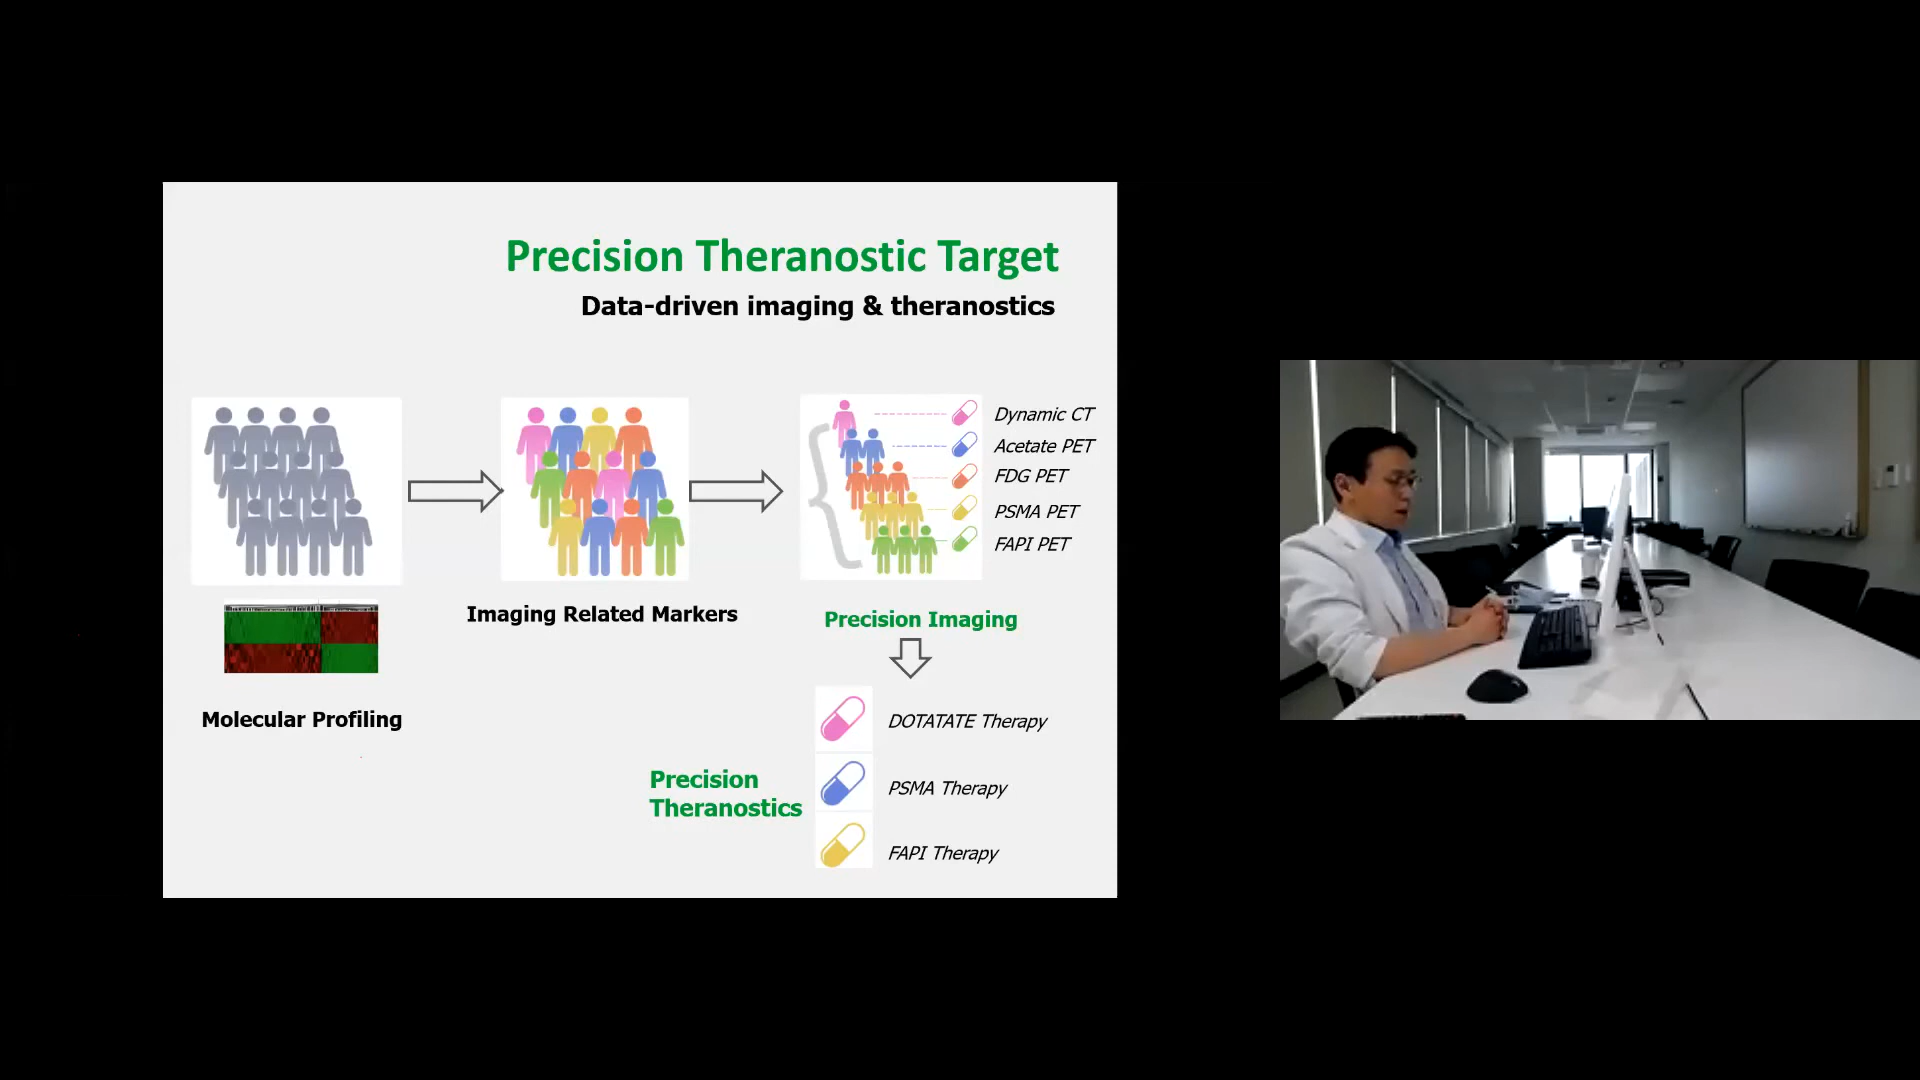 Precision Theranostic Target
Data-driven imaging & theranostics
Dynamic CT
Acetate PET
FDG PET
PSMA PET
FAPI PET
Imaging Related Markers
Precision Imaging
Molecular Profiling
DOTATATE Therapy
Precision
Theranostics
PSMA Therapy
FAPI Therapy